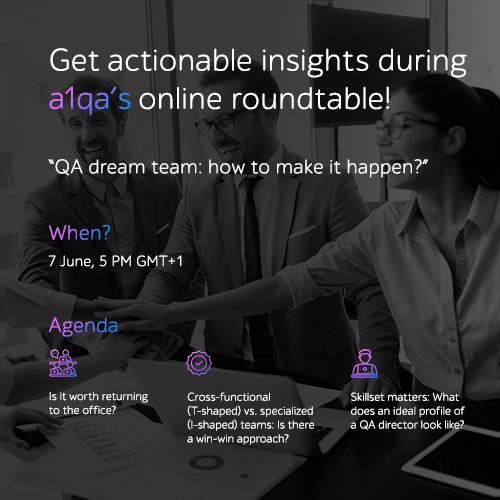 Get actionable insights during
a1qa's online roundtable!
"QA dream team: how to make it happen?"
When?
7 June, 5 PM GMT+1
Agenda
Is it worth returning
to the office?
Cross-functional
(T-shaped) vs. specialized
(I-shaped) teams: Is there
a win-win approach?
Skillset matters: What
does an ideal profile of
a QA director look like?